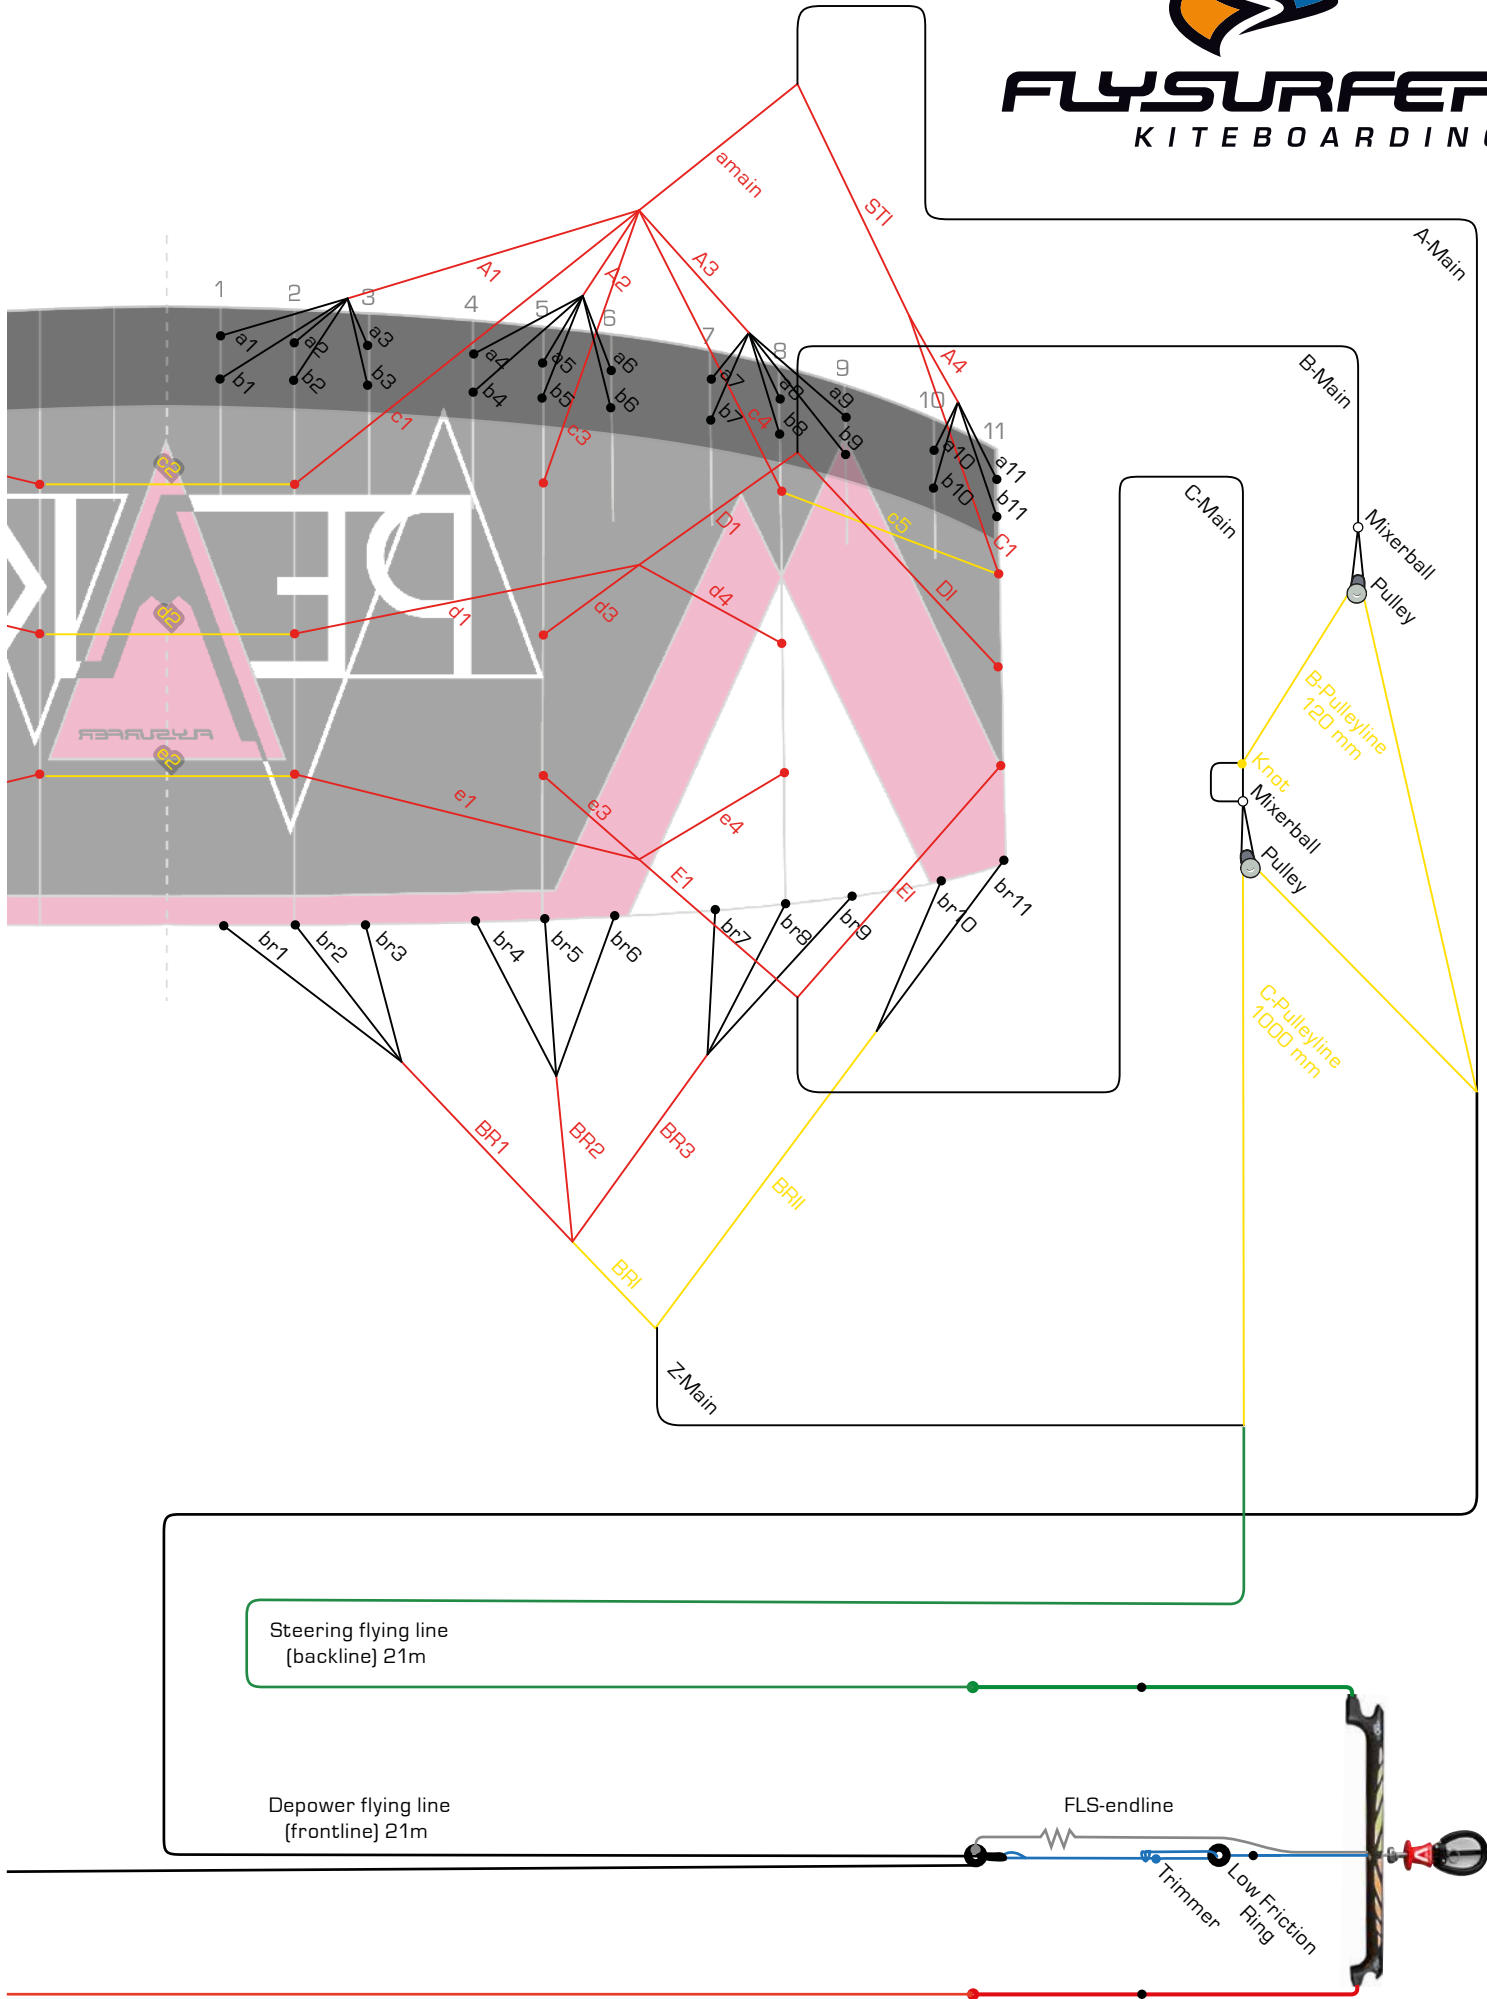 FLYSURFER
KITEBOARDING
amain
STI
A-Main
A1
A2
A3
A4
1
2
3
4
5
6
7
8
9
10
11
a1
a2
a3
a4
a5
a6
a7
a8
a9
a10
a11
b1
b2
b3
b4
b5
b6
b7
b8
b9
b10
b11
B-Main
c1
c2
c3
c4
c5
C1
C-Main
Mixerball
Pulley
D1
DI
d1
d2
d3
d4
PEAK
FLYSURFER
B-Pulleyline
120 mm
Knot
Mixerball
Pulley
e1
e2
e3
e4
E1
EI
br1
br2
br3
br4
br5
br6
br7
br8
br9
br10
br11
C-Pulleyline
1000 mm
BR1
BR2
BR3
BRII
BRI
Z-Main
Steering flying line
(backline) 21m
Depower flying line
(frontline) 21m
FLS-endline
Trimmer
Low Friction
Ring